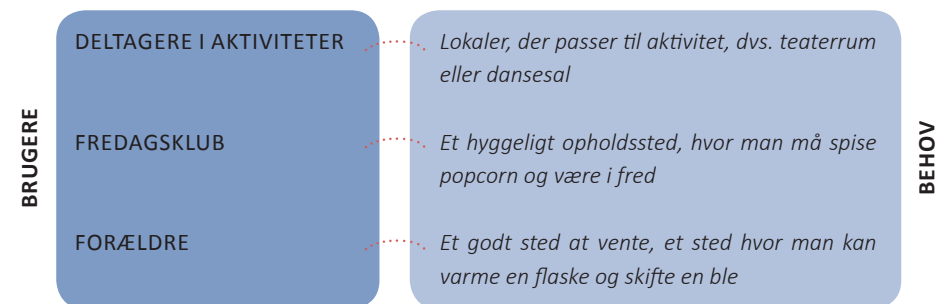 BRUGERE
DELTAGERE I AKTIVITETER
Lokaler, der passer til aktivitet, dvs. teaterrum
eller dansesal
FREDAGSKLUB
Et hyggeligt opholdssted, hvor man må spise
popcorn og være i fred
FORÆLDRE
Et godt sted at vente, et sted hvor man kan
varme en flaske og skifte en ble
BEHOV